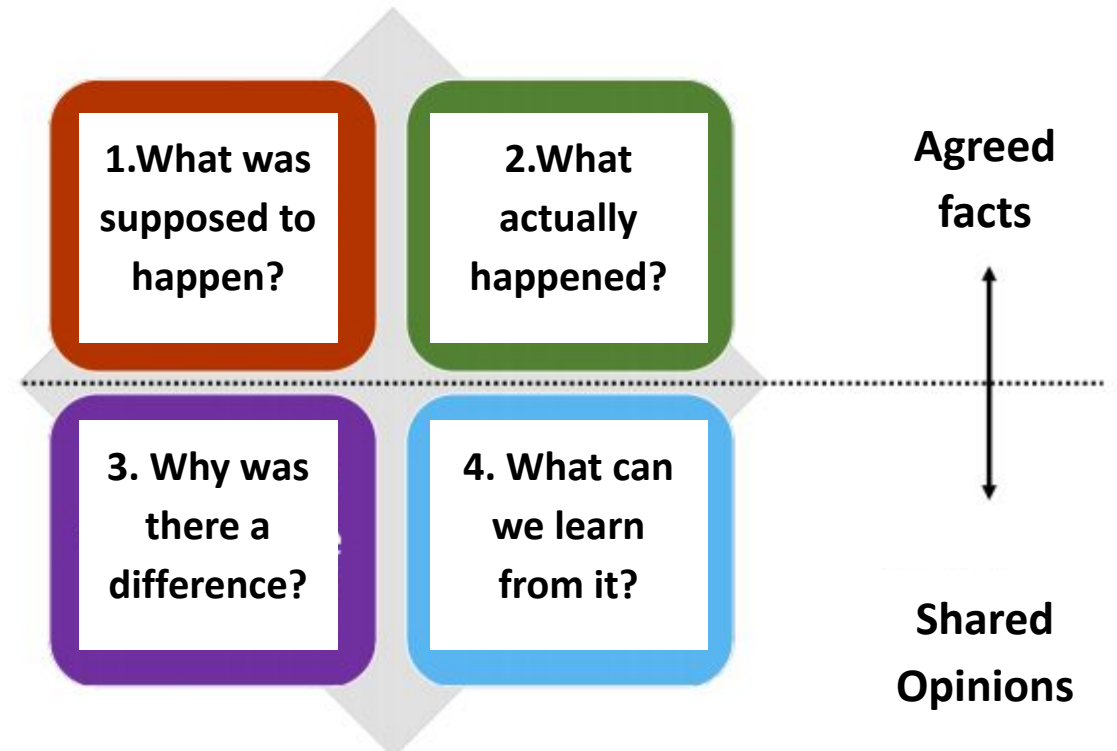 1.What was
supposed to
happen?
2.What
actually
happened?
Agreed
facts
3. Why was
there a
difference?
4. What can
we learn
from it?
Shared
Opinions